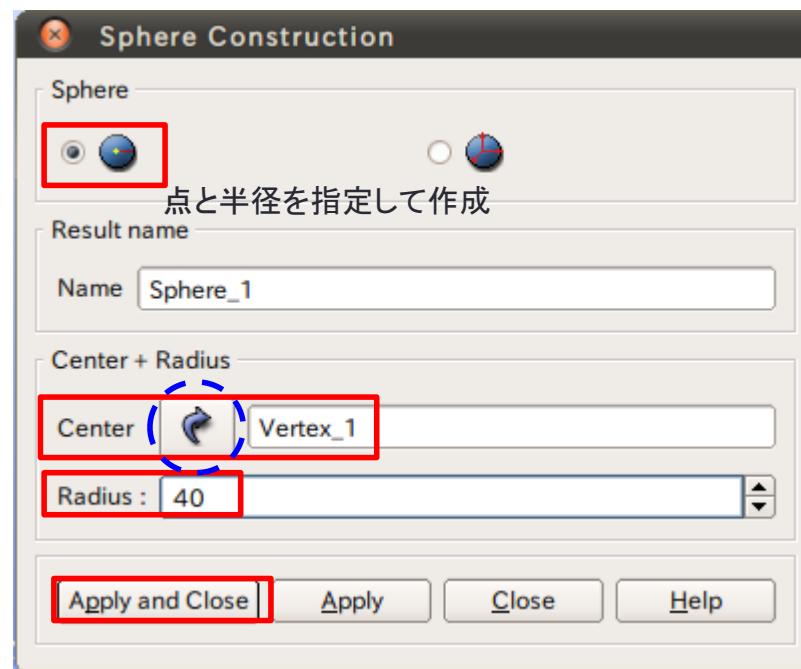 Sphere Construction
Sphere
点と半径を指定して作成
Result name
Name Sphere_1
Center + Radius
Center Vertex_1
Radius : 40
Apply and Close Apply Close Help